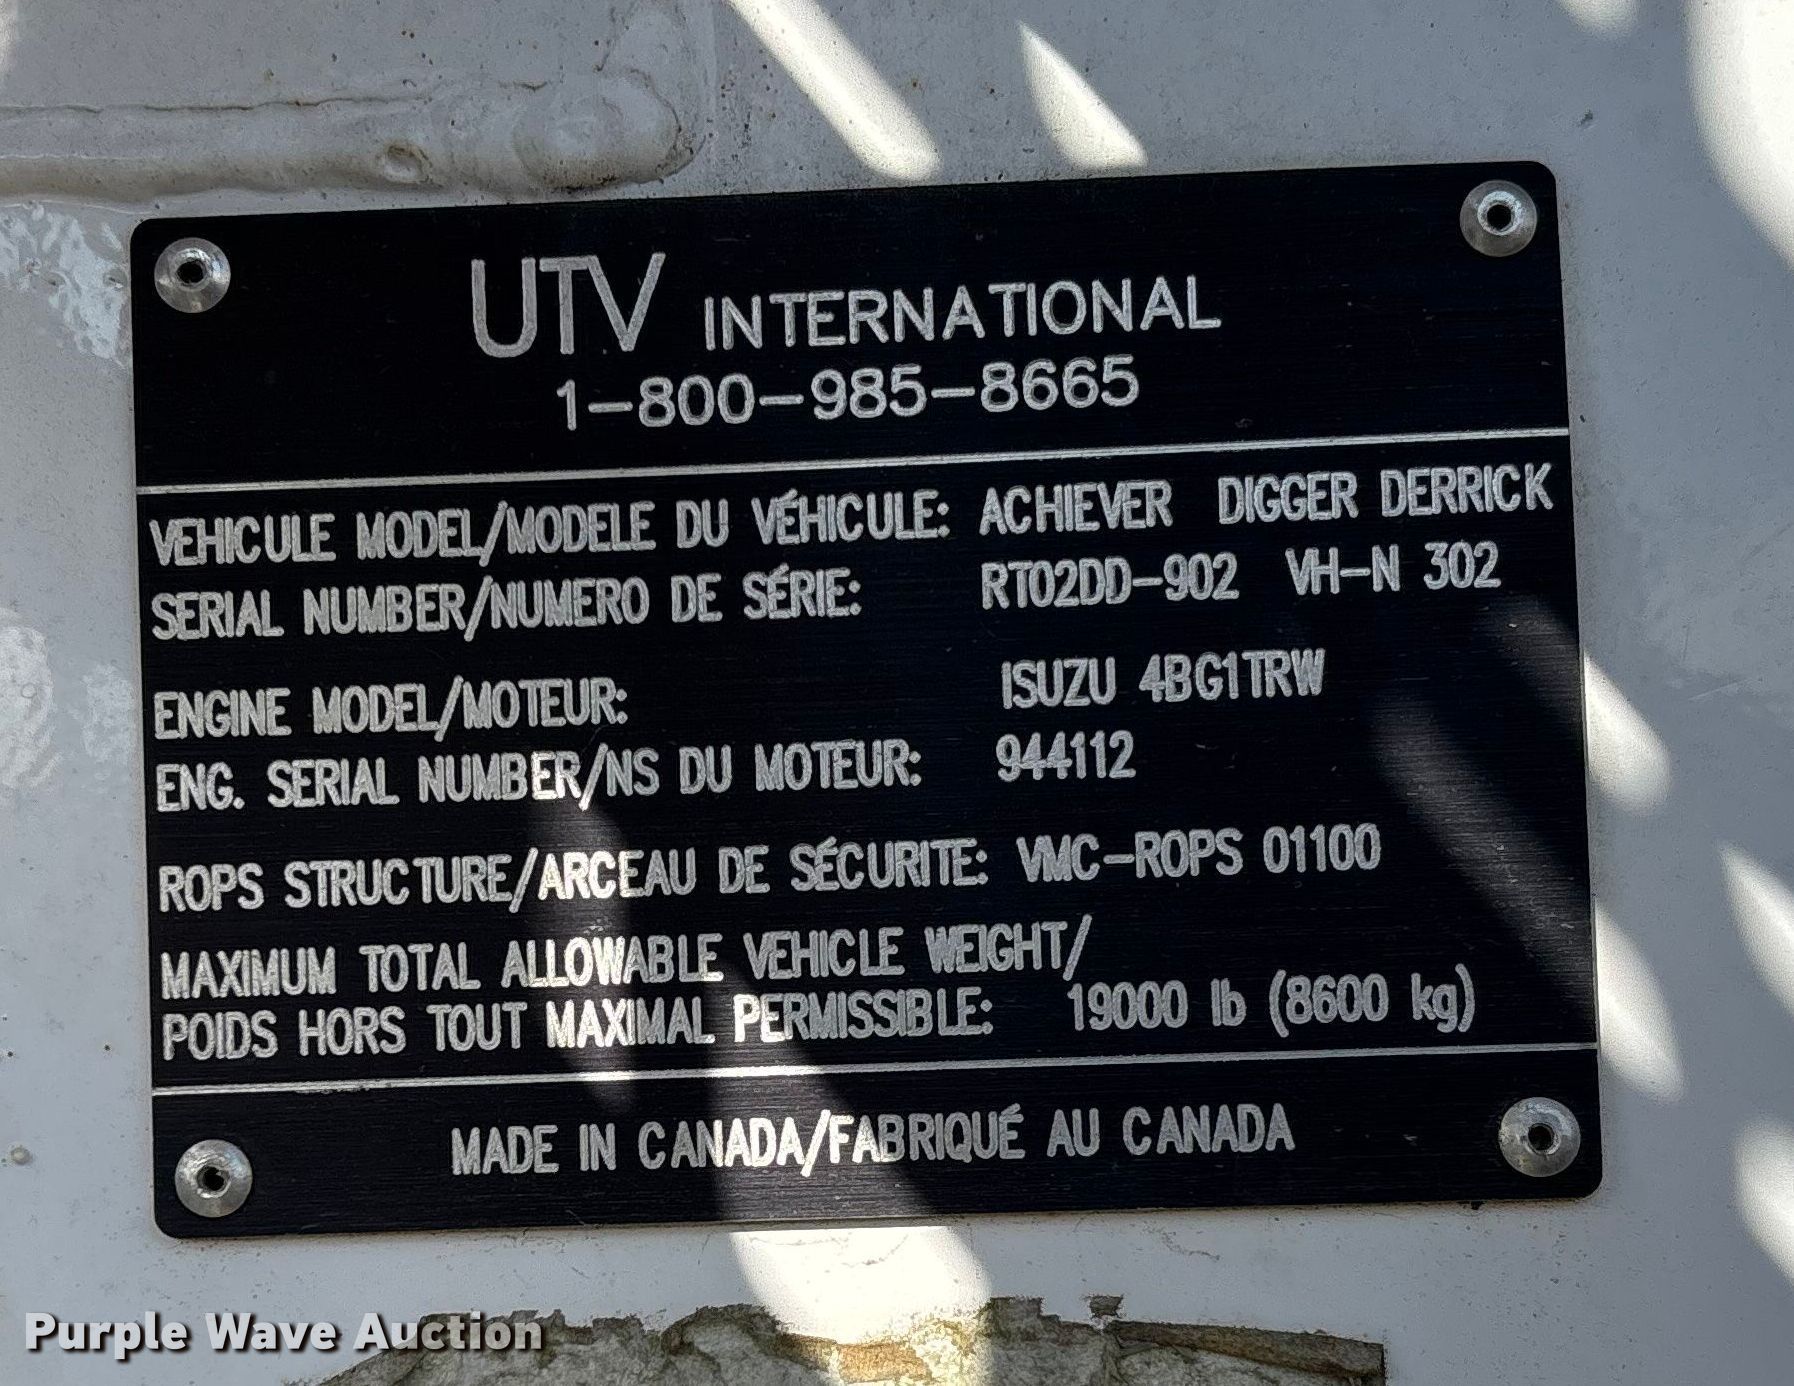 UTV INTERNATIONAL
1-800-985-8665
VEHICULE MODEL/MODELE DU VÉHICULE: ACHIEVER DIGGER DERRICK
SERIAL NUMBER/NUMERO DE SÉRIE: RT02DD-902 VH-N 302
ENGINE MODEL/MOTEUR: ISUZU 4BG1TRW
ENG. SERIAL NUMBER/NS DU MOTEUR: 944112
ROPS STRUCTURE/ARCEAU DE SÉCURITE: VMC-ROPS 01100
MAXIMUM TOTAL ALLOWABLE VEHICLE WEIGHT/
POIDS HORS TOUT MAXIMAL PERMISSIBLE: 19000 lb (8600 kg)
MADE IN CANADA/FABRIQUÉ AU CANADA
Purple Wave Auction